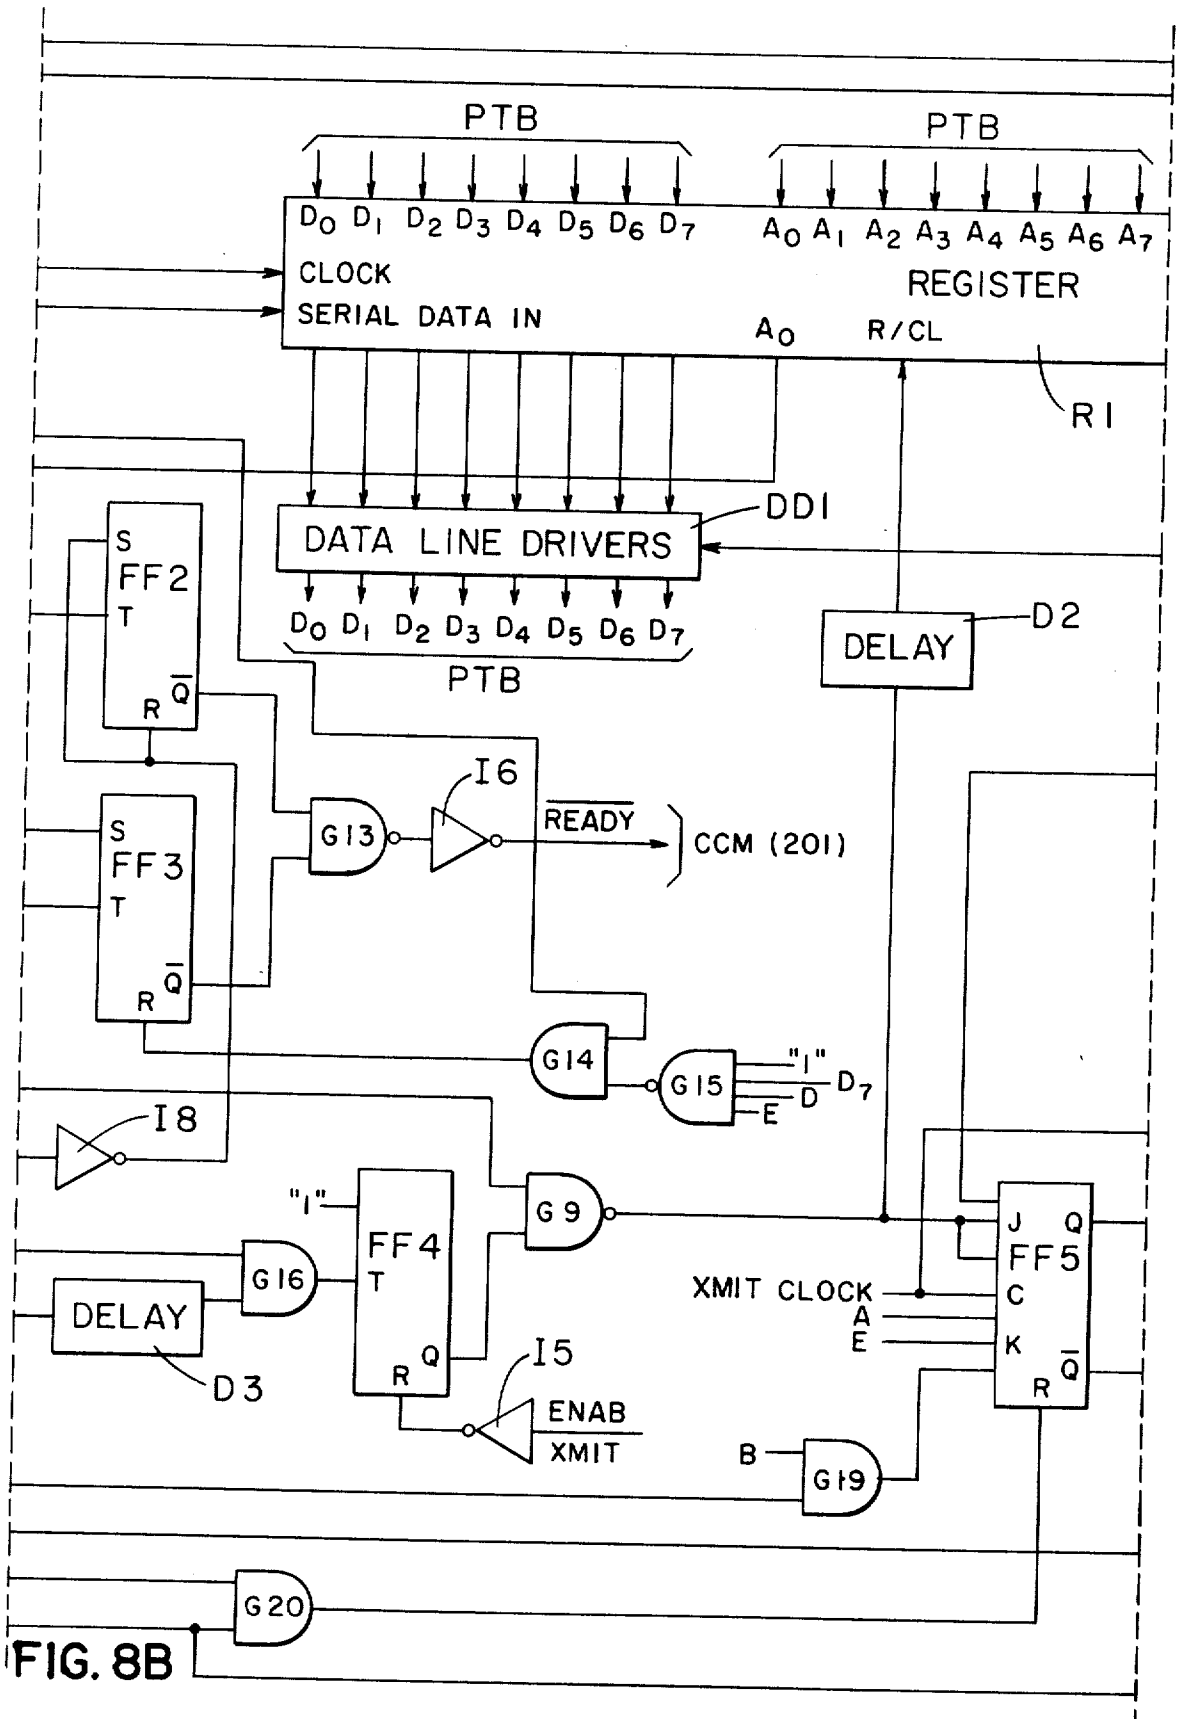 PTB PTB
D0 D1 D2 D3 D4 D5 D6 D7 A0 A1 A2 A3 A4 A5 A6 A7
CLOCK REGISTER
SERIAL DATA IN A0 R/CL
R1
DD1
DATA LINE DRIVERS
S
FF2
T
D0 D1 D2 D3 D4 D5 D6 D7
D2
DELAY
PTB
Q
R
I6
READY
S
G13
CCM (201)
FF3
T
Q
R
G14
G15
"1"
D7
D
E
I8
"1"
G9
J Q
FF4
FF5
G16
T
XMIT CLOCK C
DELAY
A
E K
Q
I5
Q
D3
R
R
ENAB
XMIT
B
G19
G20
FIG. 8B